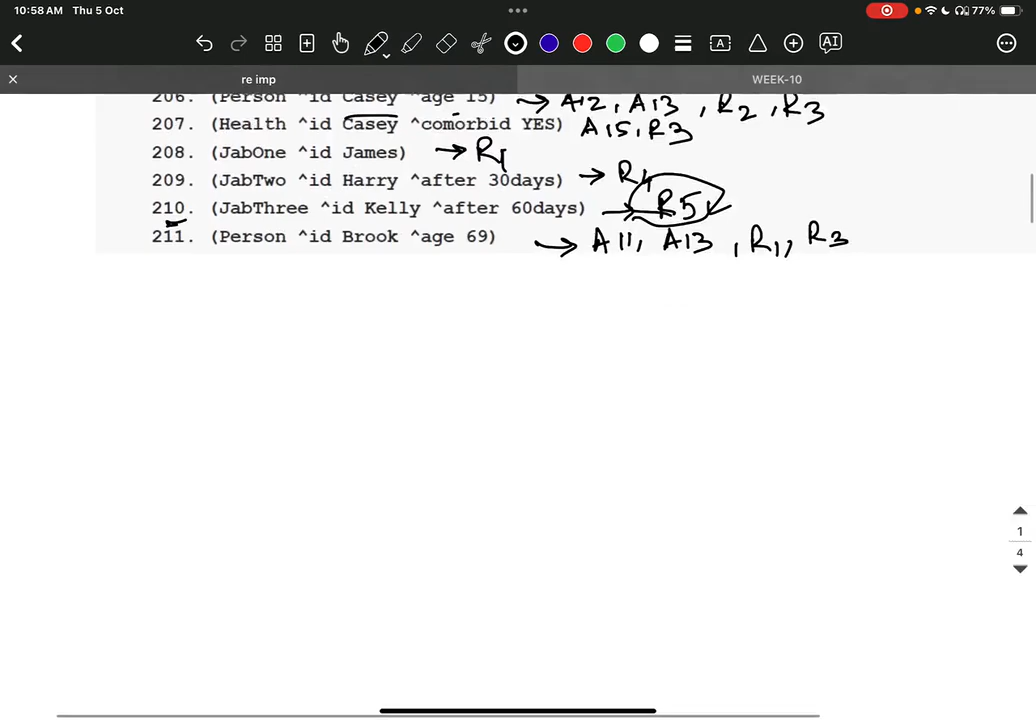 10:58 AM Thu 5 Oct 77%
A AI
re imp WEEK-10
206. (Person ^id Casey ^age 15) → A12, A13, R2, R3
207. (Health ^id Casey ^comorbid YES) A15, R3
208. (JabOne ^id James) → R1
209. (JabTwo ^id Harry ^after 30days) → R4
210. (JabThree ^id Kelly ^after 60days) → R5
211. (Person ^id Brook ^age 69) → A11, A13, R1, R3
1
4